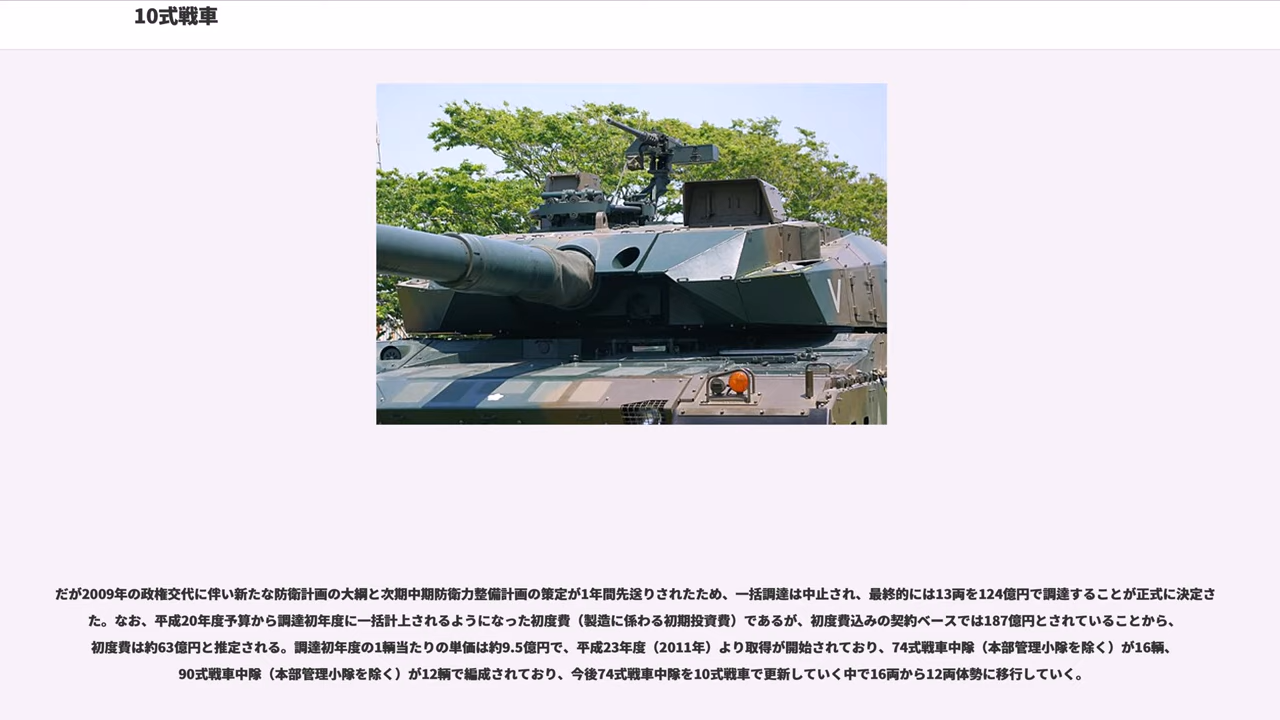 10式戦車
V
だが2009年の政権交代に伴い新たな防衛計画の大綱と次期中期防衛力整備計画の策定が1年間先送りされたため、一括調達は中止され、最終的には13両を124億円で調達することが正式に決定さ
た。なお、平成20年度予算から調達初年度に一括計上されるようになった初度費（製造に係わる初期投資費）であるが、初度費込みの契約ベースでは187億円とされていることから、
初度費は約63億円と推定される。調達初年度の1輌当たりの単価は約9.5億円で、平成23年度（2011年）より取得が開始されており、74式戦車中隊（本部管理小隊を除く）が16輌、
90式戦車中隊（本部管理小隊を除く）が12輌で編成されており、今後74式戦車中隊を10式戦車で更新していく中で16両から12両体勢に移行していく。